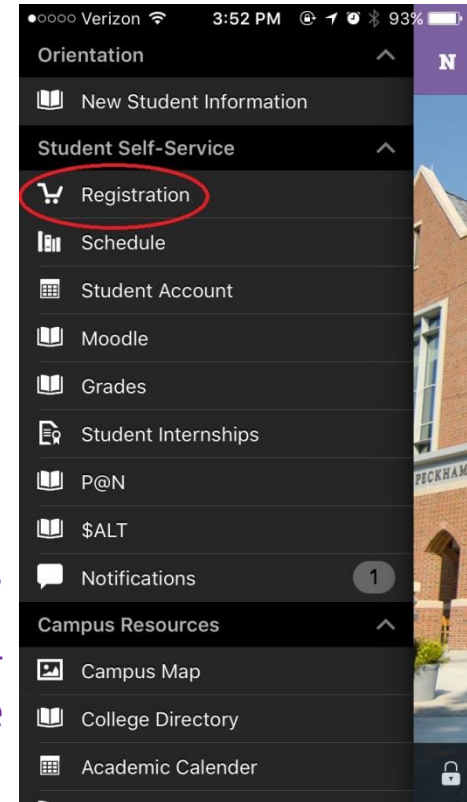 Verizon 3:52 PM 93%
Orientation
N
New Student Information
Student Self-Service
Registration
Schedule
Student Account
Moodle
Grades
Student Internships
P@N
PECKHAM
$ALT
Notifications 1
Campus Resources
Campus Map
College Directory
Academic Calender